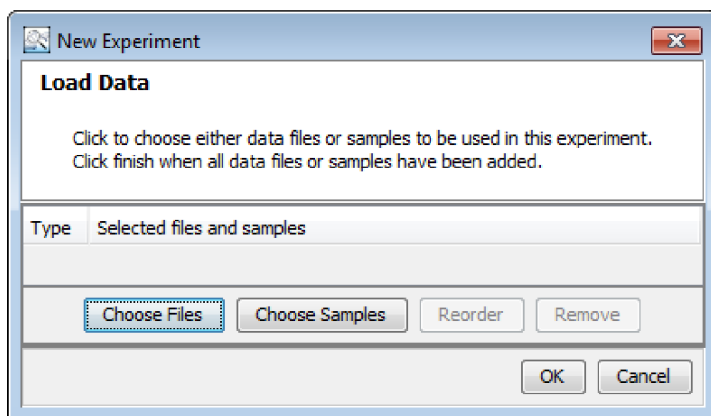 New Experiment
Load Data
Click to choose either data files or samples to be used in this experiment.
Click finish when all data files or samples have been added.
Type Selected files and samples
Choose Files Choose Samples Reorder Remove
OK Cancel